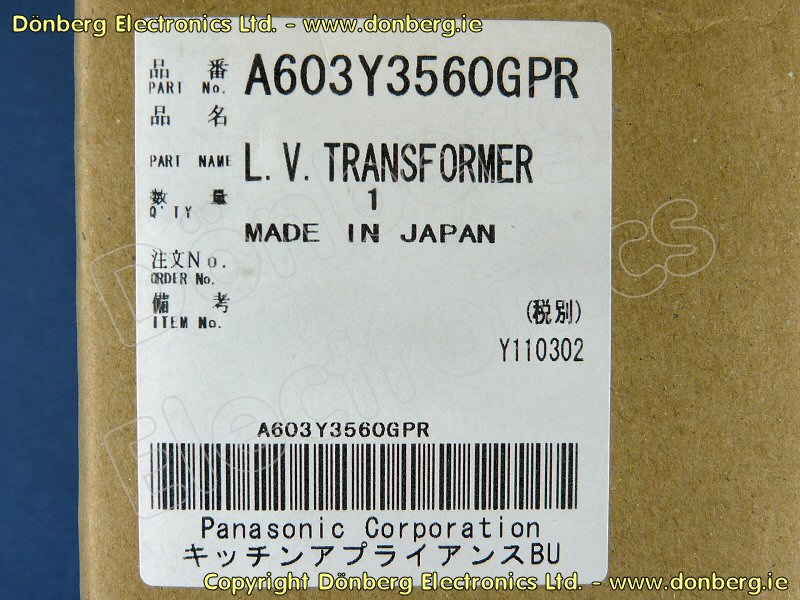 Dönberg Electronics Ltd. - www.donberg.ie
品 番 A603Y3560GPR
PART No.
品 名
PART NAME L.V.TRANSFORMER
数 量 1
Q'TY
MADE IN JAPAN
注文No.
ORDER No.
備 考
ITEM No.
(税別)
Y110302
A603Y3560GPR
Panasonic Corporation
キッチンアプライアンスBU
Dönberg
Electronics
Copyright Dönberg Electronics Ltd. - www.donberg.ie